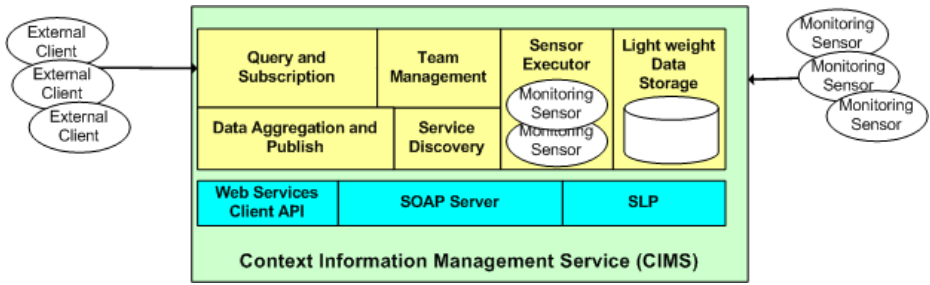 External
Client
External
Client
External
Client
Query and
Subscription
Team
Management
Sensor
Executor
Monitoring
Sensor
Monitoring
Sensor
Light weight
Data
Storage
Data Aggregation and
Publish
Service
Discovery
Web Services
Client API
SOAP Server
SLP
Context Information Management Service (CIMS)
Monitoring
Sensor
Monitoring
Sensor
Monitoring
Sensor